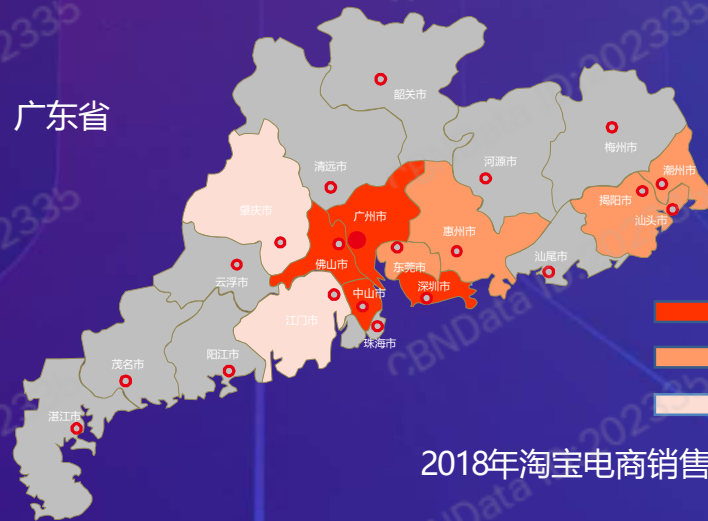 广东省
韶关市
梅州市
河源市
清远市
潮州市
揭阳市
汕头市
肇庆市
广州市
惠州市
汕尾市
佛山市
东莞市
云浮市
深圳市
中山市
江门市
珠海市
阳江市
茂名市
湛江市
2018年淘宝电商销售
CBNData ID:202335